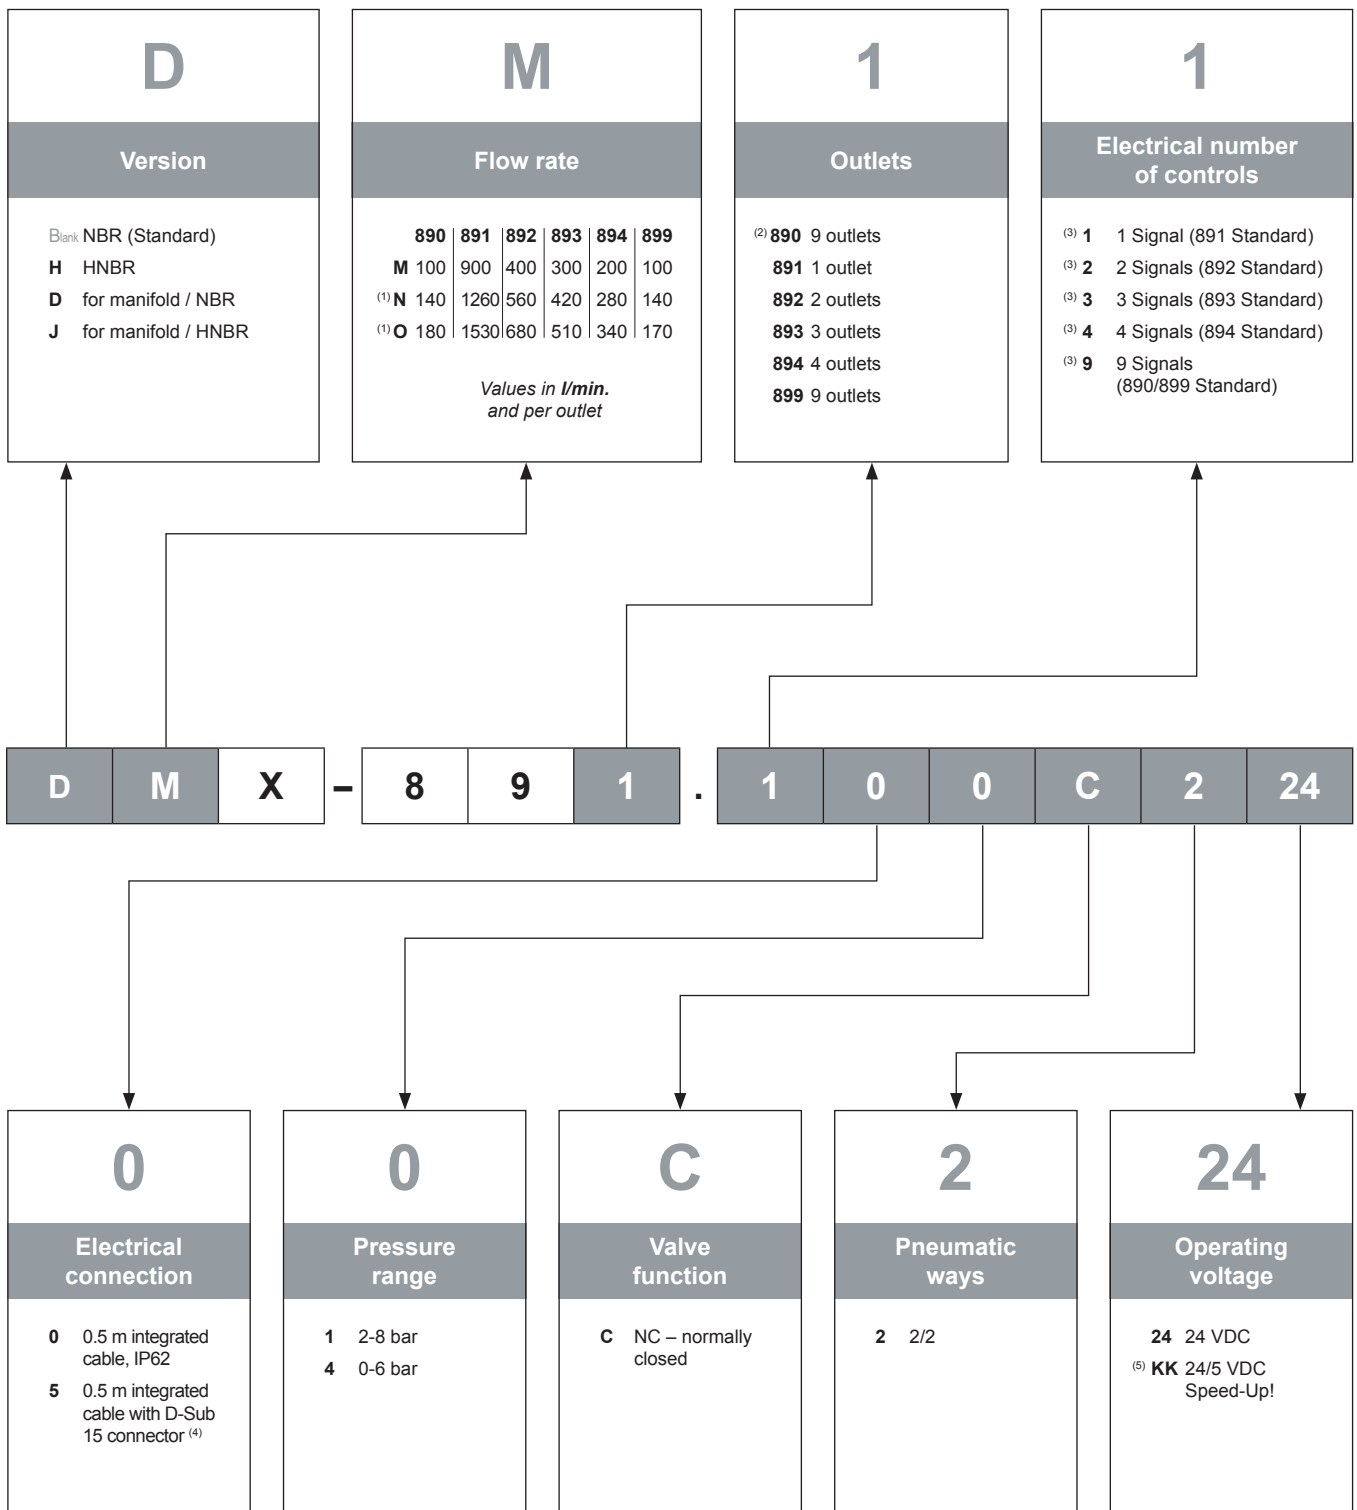 D
Version
Blank NBR (Standard)
H HNBR
D for manifold / NBR
J for manifold / HNBR
M
Flow rate
890 891 892 893 894 899
M 100 900 400 300 200 100
(1) N 140 1260 560 420 280 140
(1) O 180 1530 680 510 340 170
Values in l/min.
and per outlet
1
Outlets
(2) 890 9 outlets
891 1 outlet
892 2 outlets
893 3 outlets
894 4 outlets
899 9 outlets
1
Electrical number
of controls
(3) 1 1 Signal (891 Standard)
(3) 2 2 Signals (892 Standard)
(3) 3 3 Signals (893 Standard)
(3) 4 4 Signals (894 Standard)
(3) 9 9 Signals
(890/899 Standard)
D M X – 8 9 1 . 1 0 0 C 2 24
0
Electrical
connection
0 0.5 m integrated
cable, IP62
5 0.5 m integrated
cable with D-Sub
15 connector (4)
0
Pressure
range
1 2-8 bar
4 0-6 bar
C
Valve
function
C NC – normally
closed
2
Pneumatic
ways
2 2/2
24
Operating
voltage
24 24 VDC
(5) KK 24/5 VDC
Speed-Up!